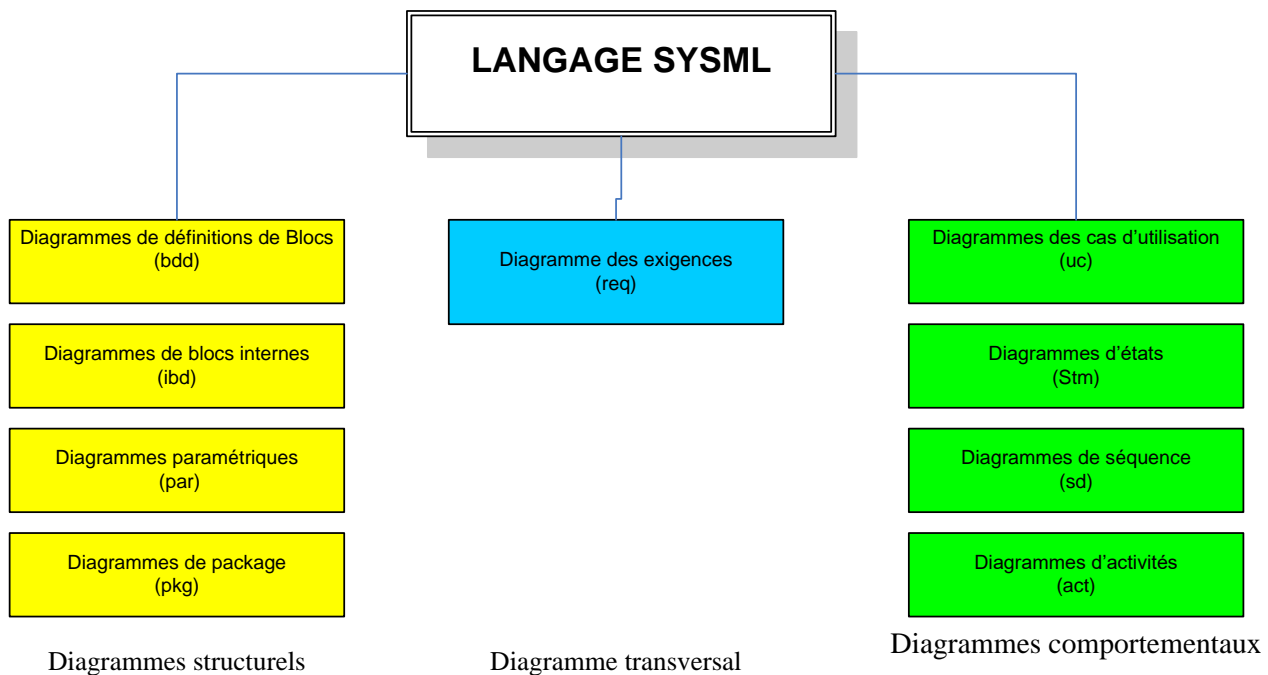 LANGAGE SYSML
Diagrammes de définitions de Blocs
(bdd)
Diagrammes de blocs internes
(ibd)
Diagrammes paramétriques
(par)
Diagrammes de package
(pkg)
Diagrammes structurels
Diagramme des exigences
(req)
Diagramme transversal
Diagrammes des cas d'utilisation
(uc)
Diagrammes d'états
(Stm)
Diagrammes de séquence
(sd)
Diagrammes d'activités
(act)
Diagrammes comportementaux